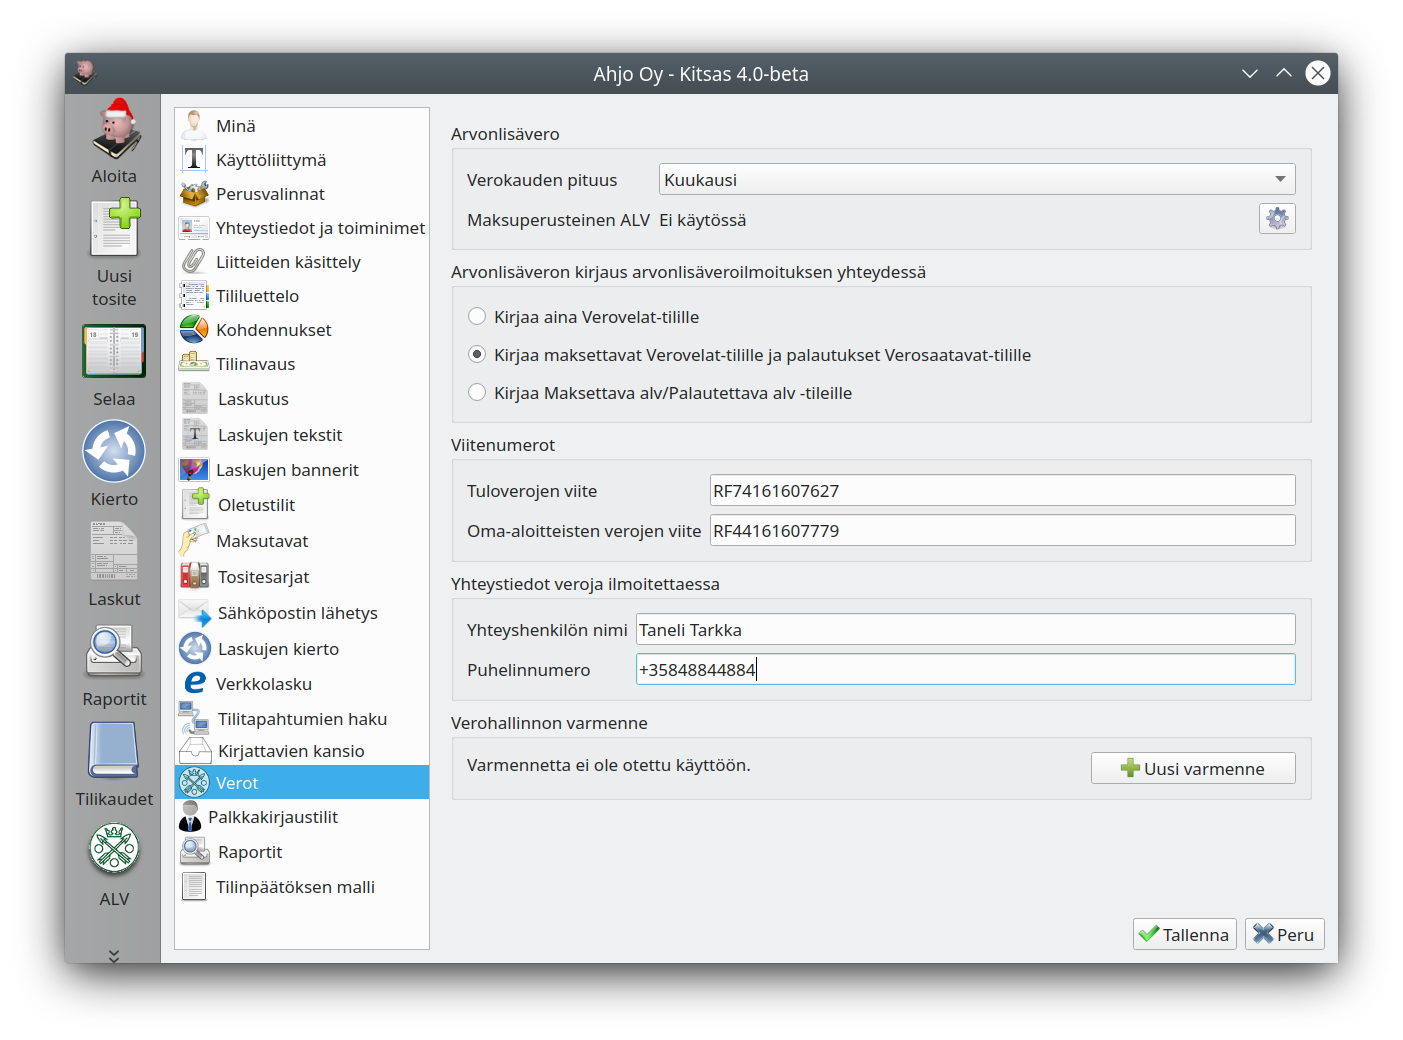 Ahjo Oy - Kitsas 4.0-beta
Aloita
Uusi
tosite
Selaa
Kierto
Laskut
Raportit
Tilikaudet
ALV
Minä
Käyttöliittymä
Perusvalinnat
Yhteystiedot ja toiminimet
Liitteiden käsittely
Tililuettelo
Kohdennukset
Tilinavaus
Laskutus
Laskujen tekstit
Laskujen bannerit
Oletustilit
Maksutavat
Tositesarjat
Sähköpostin lähetys
Laskujen kierto
Verkkolasku
Tilitapahtumien haku
Kirjattavien kansio
Verot
Palkkakirjaustilit
Raportit
Tilinpäätöksen malli
Arvonlisävero
Verokauden pituus Kuukausi
Maksuperusteinen ALV Ei käytössä
Arvonlisäveron kirjaus arvonlisäveroilmoituksen yhteydessä
Kirjaa aina Verovelat-tilille
Kirjaa maksettavat Verovelat-tilille ja palautukset Verosaatavat-tilille
Kirjaa Maksettava alv/Palautettava alv -tileille
Viitenumerot
Tuloverojen viite RF74161607627
Oma-aloitteisten verojen viite RF44161607779
Yhteystiedot veroja ilmoitettaessa
Yhteyshenkilön nimi Taneli Tarkka
Puhelinnumero +35848844884
Verohallinnon varmenne
Varmennetta ei ole otettu käyttöön. Uusi varmenne
Tallenna Peru